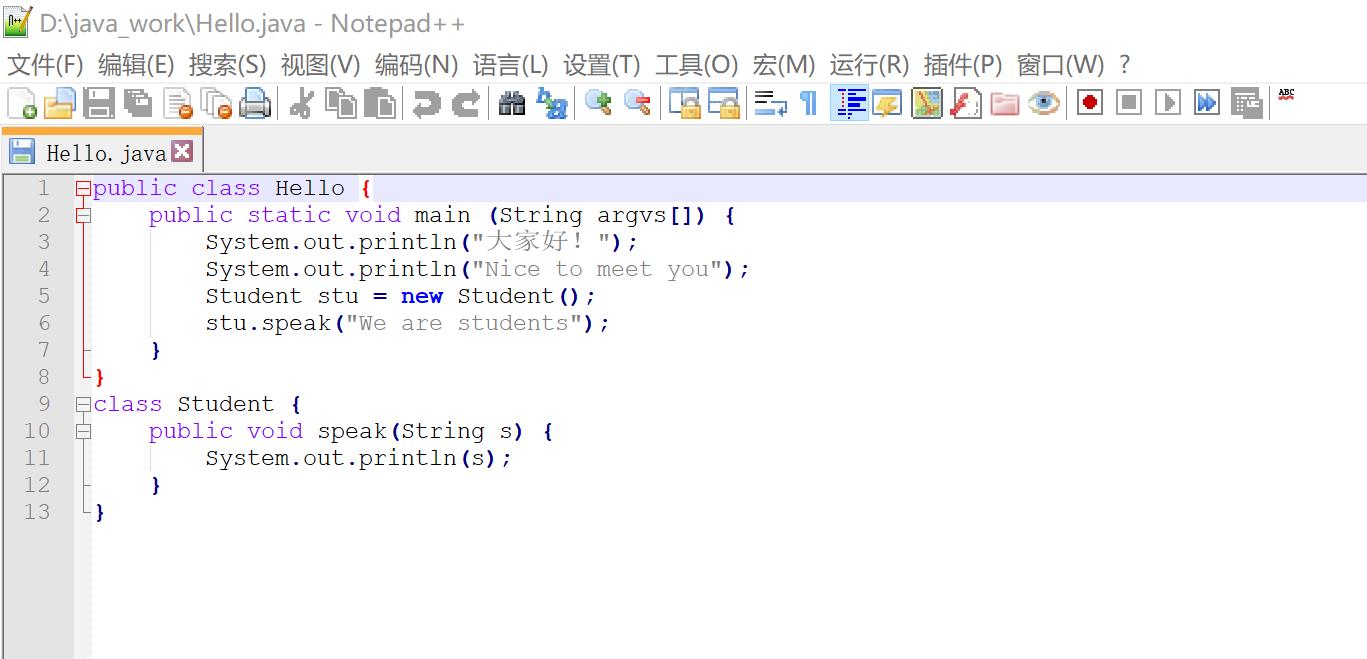 D:\java_work\Hello.java - Notepad++
文件(F) 编辑(E) 搜索(S) 视图(V) 编码(N) 语言(L) 设置(T) 工具(O) 宏(M) 运行(R) 插件(P) 窗口(W) ?
ABC
Hello.java
1 public class Hello {
2     public static void main (String argvs[]) {
3         System.out.println("大家好！");
4         System.out.println("Nice to meet you");
5         Student stu = new Student();
6         stu.speak("We are students");
7     }
8 }
9 class Student {
10     public void speak(String s) {
11         System.out.println(s);
12     }
13 }